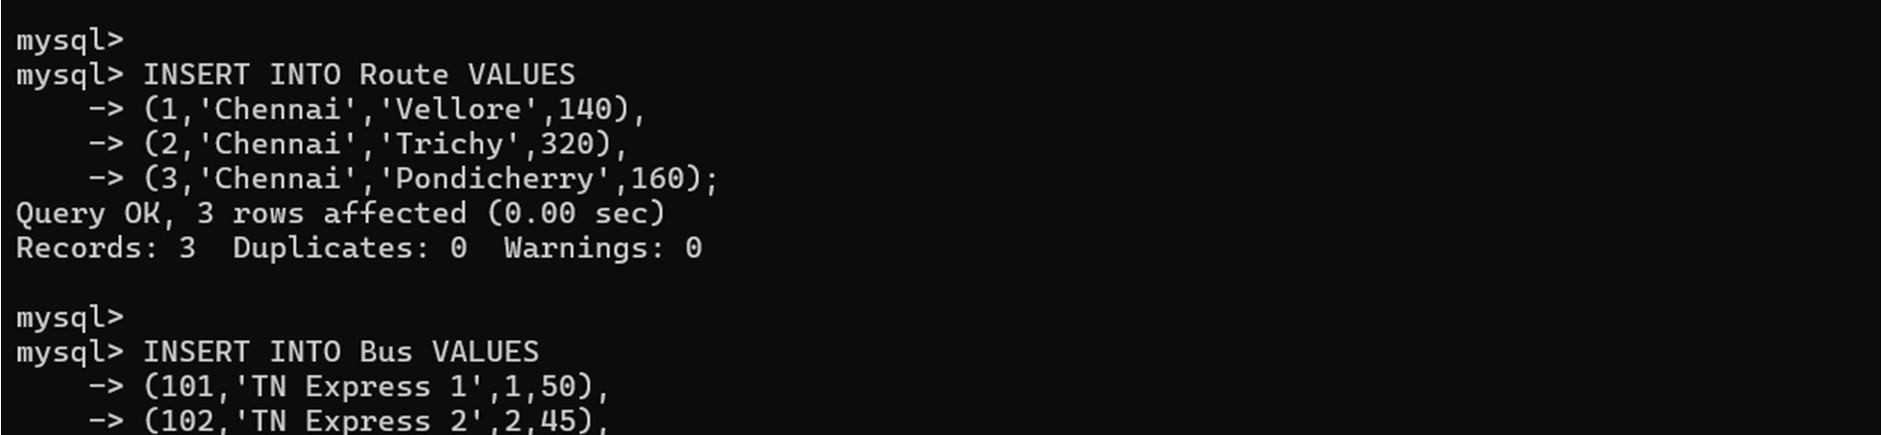 mysql>
mysql> INSERT INTO Route VALUES
    -> (1,'Chennai','Vellore',140),
    -> (2,'Chennai','Trichy',320),
    -> (3,'Chennai','Pondicherry',160);
Query OK, 3 rows affected (0.00 sec)
Records: 3  Duplicates: 0  Warnings: 0
mysql>
mysql> INSERT INTO Bus VALUES
    -> (101,'TN Express 1',1,50),
    -> (102,'TN Express 2',2,45),